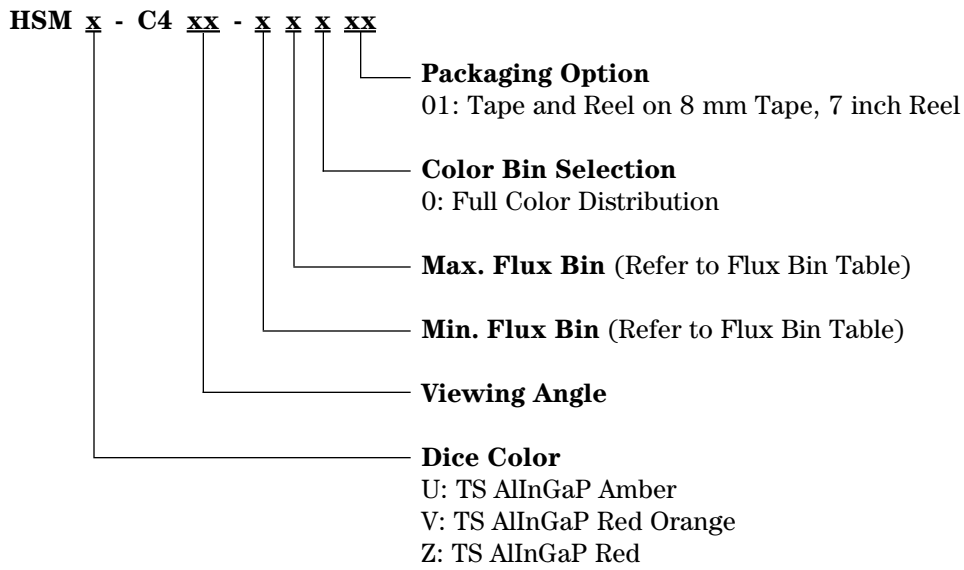 HSM x - C4 xx - x x x xx
Packaging Option
01: Tape and Reel on 8 mm Tape, 7 inch Reel
Color Bin Selection
0: Full Color Distribution
Max. Flux Bin (Refer to Flux Bin Table)
Min. Flux Bin (Refer to Flux Bin Table)
Viewing Angle
Dice Color
U: TS AlInGaP Amber
V: TS AlInGaP Red Orange
Z: TS AlInGaP Red